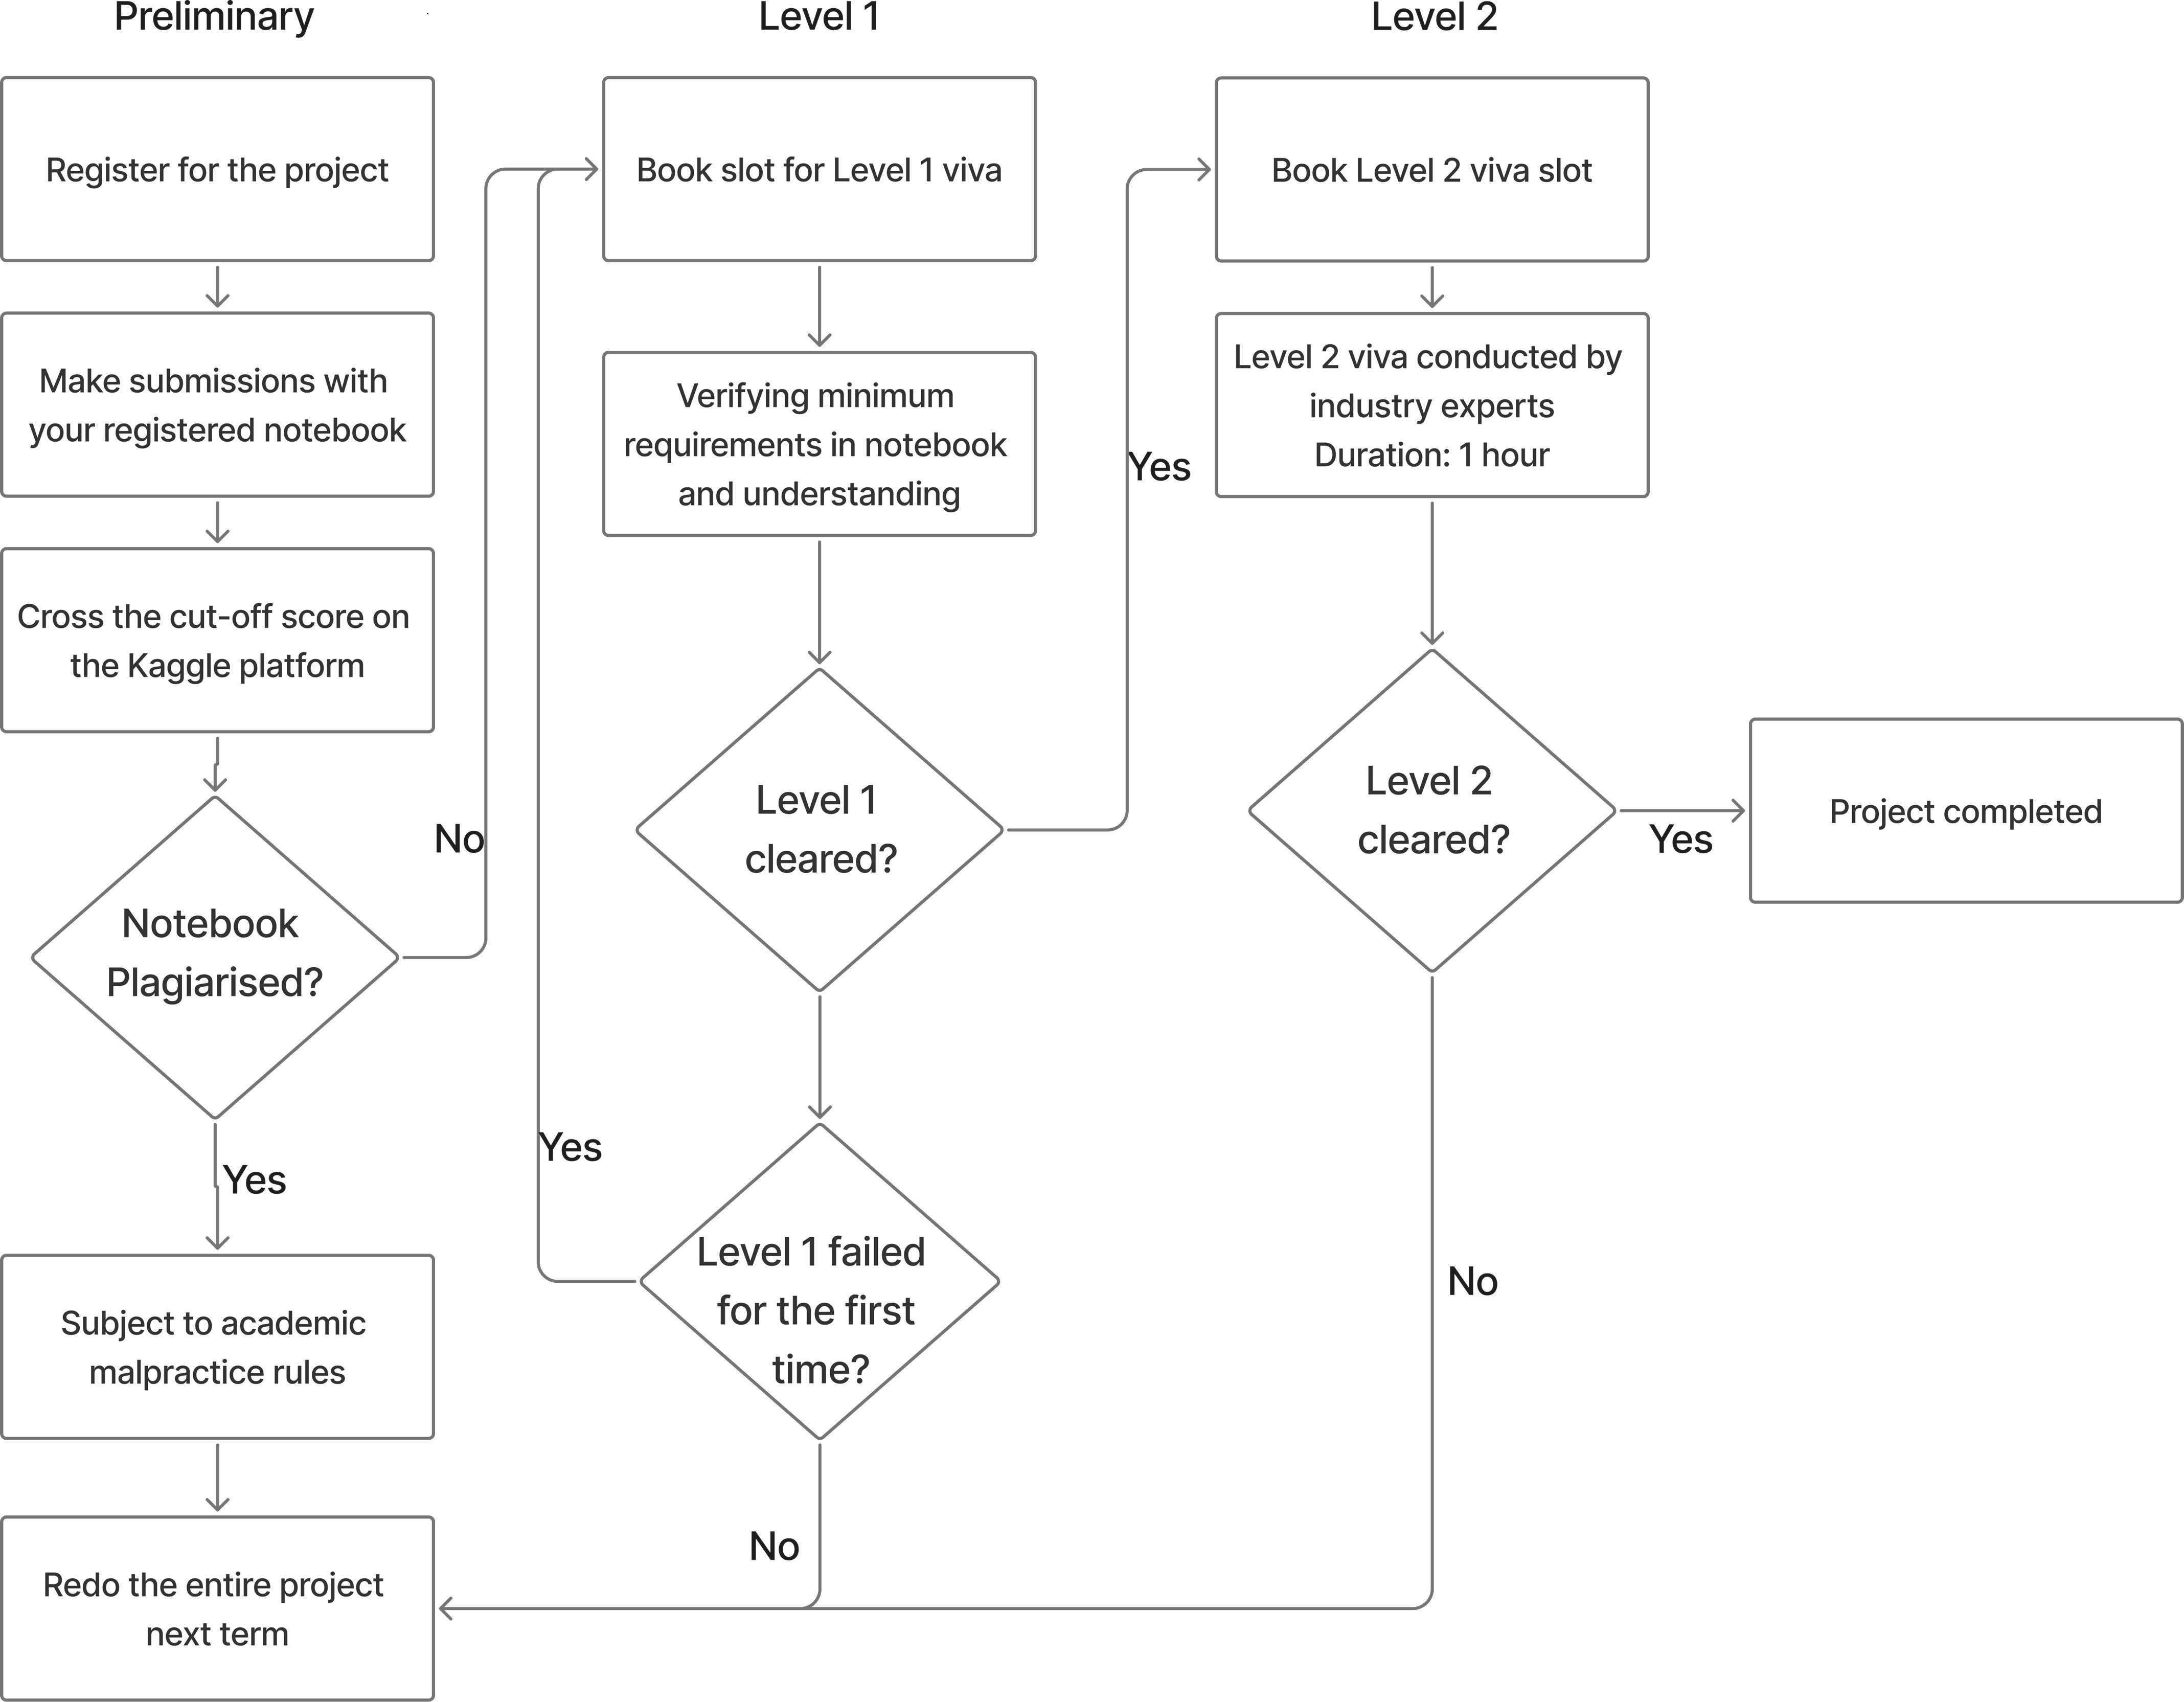 Preliminary
Register for the project
Make submissions with
your registered notebook
Cross the cut-off score on
the Kaggle platform
Notebook
Plagiarised?
No
Yes
Subject to academic
malpractice rules
Redo the entire project
next term
Level 1
Book slot for Level 1 viva
Verifying minimum
requirements in notebook
and understanding
Level 1
cleared?
Yes
Level 1 failed
for the first
time?
Yes
No
Level 2
Book Level 2 viva slot
Level 2 viva conducted by
industry experts
Duration: 1 hour
Level 2
cleared?
Yes
No
Project completed